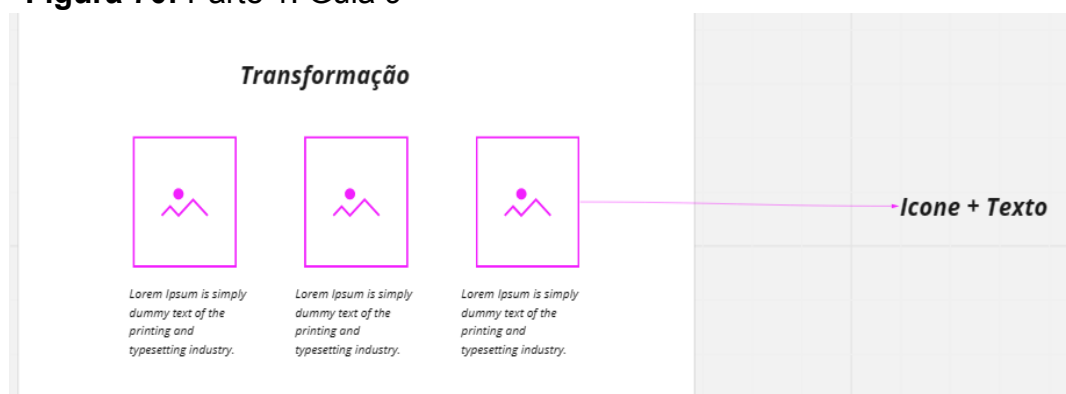 Transformação
Icone + Texto
Lorem Ipsum is simply
dummy text of the
printing and
typesetting industry.
Lorem Ipsum is simply
dummy text of the
printing and
typesetting industry.
Lorem Ipsum is simply
dummy text of the
printing and
typesetting industry.